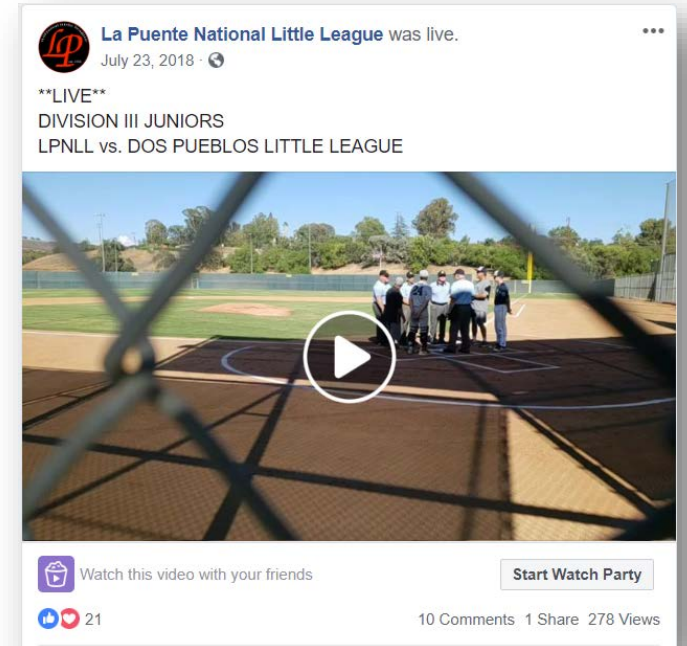 La Puente National Little League was live.
July 23, 2018
**LIVE**
DIVISION III JUNIORS
LPNLL vs. DOS PUEBLOS LITTLE LEAGUE
Watch this video with your friends
Start Watch Party
21
10 Comments 1 Share 278 Views